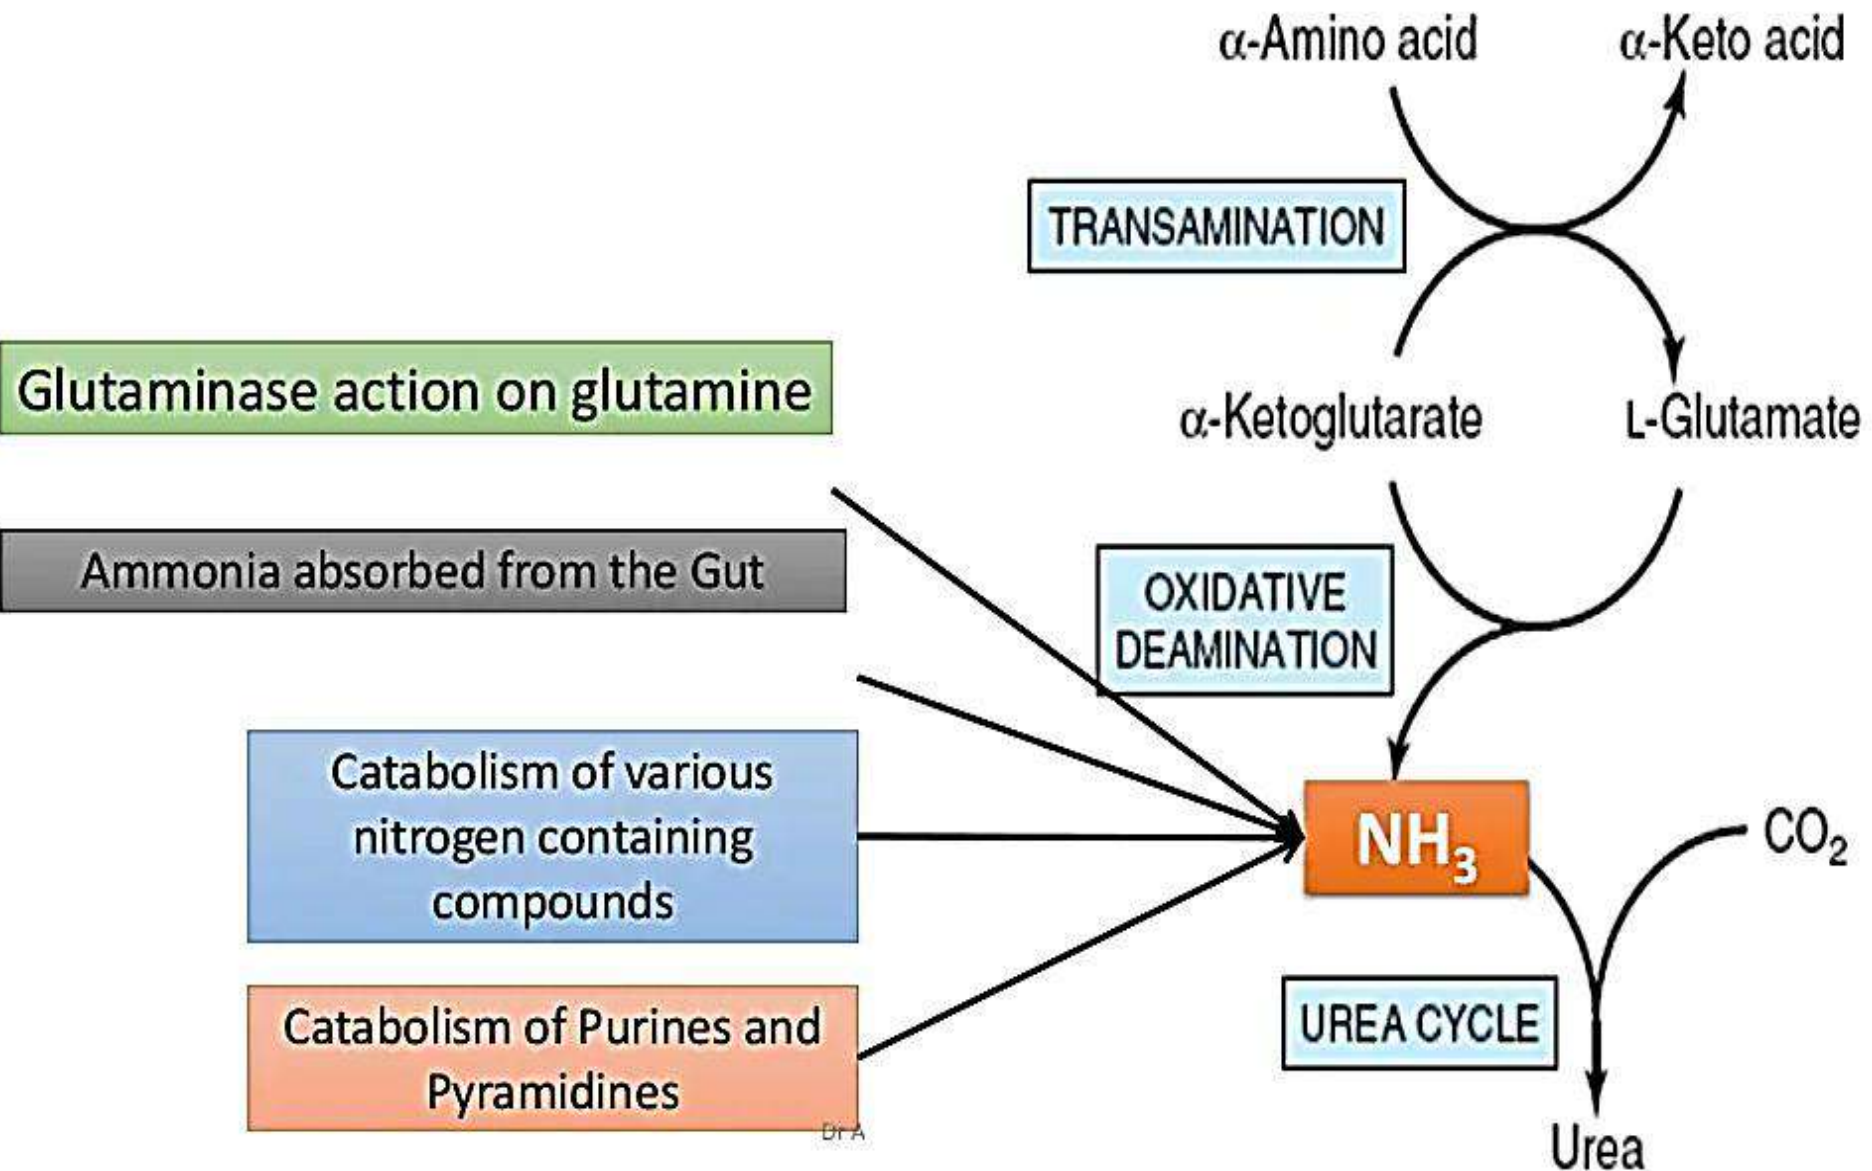 α-Amino acid
α-Keto acid
TRANSAMINATION
Glutaminase action on glutamine
α-Ketoglutarate
L-Glutamate
Ammonia absorbed from the Gut
OXIDATIVE
DEAMINATION
Catabolism of various
nitrogen containing
compounds
NH₃
CO₂
Catabolism of Purines and
Pyramidines
UREA CYCLE
Dr A
Urea